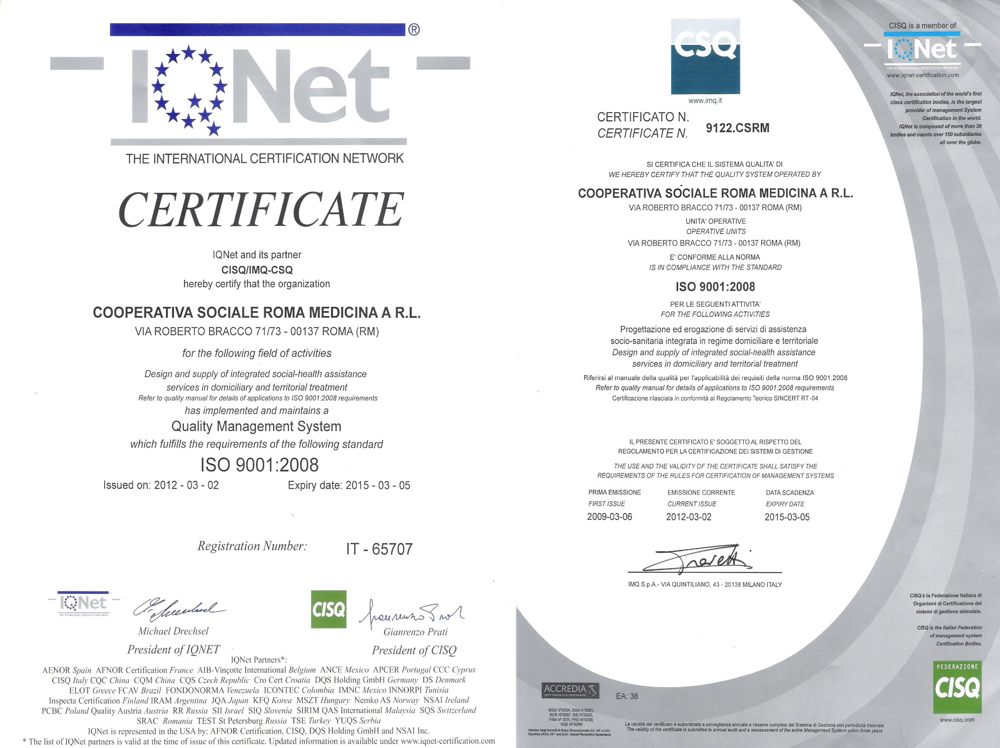 ®
IQNet
THE INTERNATIONAL CERTIFICATION NETWORK
CERTIFICATE
IQNet and its partner
CISQ/IMQ-CSQ
hereby certify that the organization
COOPERATIVA SOCIALE ROMA MEDICINA A R.L.
VIA ROBERTO BRACCO 71/73 - 00137 ROMA (RM)
for the following field of activities
Design and supply of integrated social-health assistance
services in domiciliary and territorial treatment
Refer to quality manual for details of applications to ISO 9001:2008 requirements
has implemented and maintains a
Quality Management System
which fulfills the requirements of the following standard
ISO 9001:2008
Issued on: 2012 - 03 - 02 Expiry date: 2015 - 03 - 05
Registration Number: IT - 65707
IQNet
THE INTERNATIONAL CERTIFICATION NETWORK
CISQ
Michael Drechsel
President of IQNET
Gianrenzo Prati
President of CISQ
IQNet Partners*:
AENOR Spain AFNOR Certification France AIB-Vinçotte International Belgium ANCE Mexico APCER Portugal CCC Cyprus
CISQ Italy CQC China CQM China CQS Czech Republic Cro Cert Croatia DQS Holding GmbH Germany DS Denmark
ELOT Greece FCAV Brazil FONDONORMA Venezuela ICONTEC Colombia IMNC Mexico INNORPI Tunisia
Inspecta Certification Finland IRAM Argentina JQA Japan KFQ Korea MSZT Hungary Nemko AS Norway NSAI Ireland
PCBC Poland Quality Austria Austria RR Russia SII Israel SIQ Slovenia SIRIM QAS International Malaysia SQS Switzerland
SRAC Romania TEST St Petersburg Russia TSE Turkey YUQS Serbia
IQNet is represented in the USA by: AFNOR Certification, CISQ, DQS Holding GmbH and NSAI Inc.
* The list of IQNet partners is valid at the time of issue of this certificate. Updated information is available under www.iqnet-certification.com
CSQ
www.imq.it
CERTIFICATO N.
CERTIFICATE N.
9122.CSRM
SI CERTIFICA CHE IL SISTEMA QUALITA' DI
WE HEREBY CERTIFY THAT THE QUALITY SYSTEM OPERATED BY
COOPERATIVA SOCIALE ROMA MEDICINA A R.L.
VIA ROBERTO BRACCO 71/73 - 00137 ROMA (RM)
UNITA' OPERATIVE
OPERATIVE UNITS
VIA ROBERTO BRACCO 71/73 - 00137 ROMA (RM)
E' CONFORME ALLA NORMA
IS IN COMPLIANCE WITH THE STANDARD
ISO 9001:2008
PER LE SEGUENTI ATTIVITA'
FOR THE FOLLOWING ACTIVITIES
Progettazione ed erogazione di servizi di assistenza
socio-sanitaria integrata in regime domiciliare e territoriale
Design and supply of integrated social-health assistance
services in domiciliary and territorial treatment
Riferirsi al manuale della qualità per l'applicabilità dei requisiti della norma ISO 9001:2008
Refer to quality manual for details of applications to ISO 9001:2008 requirements
Certificazione rilasciata in conformità al Regolamento Tecnico SINCERT RT-04
IL PRESENTE CERTIFICATO E' SOGGETTO AL RISPETTO DEL
REGOLAMENTO PER LA CERTIFICAZIONE DEI SISTEMI DI GESTIONE
THE USE AND THE VALIDITY OF THE CERTIFICATE SHALL SATISFY THE
REQUIREMENTS OF THE RULES FOR CERTIFICATION OF MANAGEMENT SYSTEMS
PRIMA EMISSIONE EMISSIONE CORRENTE DATA SCADENZA
FIRST ISSUE CURRENT ISSUE EXPIRY DATE
2009-03-06 2012-03-02 2015-03-05
IMQ S.p.A.- VIA QUINTILIANO, 43 - 20138 MILANO ITALY
CISQ is a member of
IQNet
THE INTERNATIONAL CERTIFICATION NETWORK
www.iqnet-certification.com
IQNet, the association of the world's first
class certification bodies, is the largest
provider of management System
Certification in the world.
IQNet is composed of more than 30
bodies and counts over 150 subsidiaries
all over the globe.
CISQ è la Federazione Italiana di
Organismi di Certificazione dei
sistemi di gestione aziendale.
CISQ is the Italian Federation
of management system
Certification Bodies.
FEDERAZIONE
CISQ
www.cisq.com
ACCREDIA
L'ENTE ITALIANO DI ACCREDITAMENTO
EA: 38
SGQ N°005A, SGA N°006D,
SCR N°005F, SSI N°003G,
FSM N° 007I, PRD N°005B,
SGE N°006M
Membro degli Accordi di Mutuo Riconoscimento EA, IAF e ILAC
Signatory of EA, IAF and ILAC Mutual Recognition Agreements
La validità del certificato è subordinata a sorveglianza annuale e riesame completo del Sistema di Gestione con periodicità triennale
The validity of the certificate is submitted to annual audit and a reassessment of the entire Management System within three years